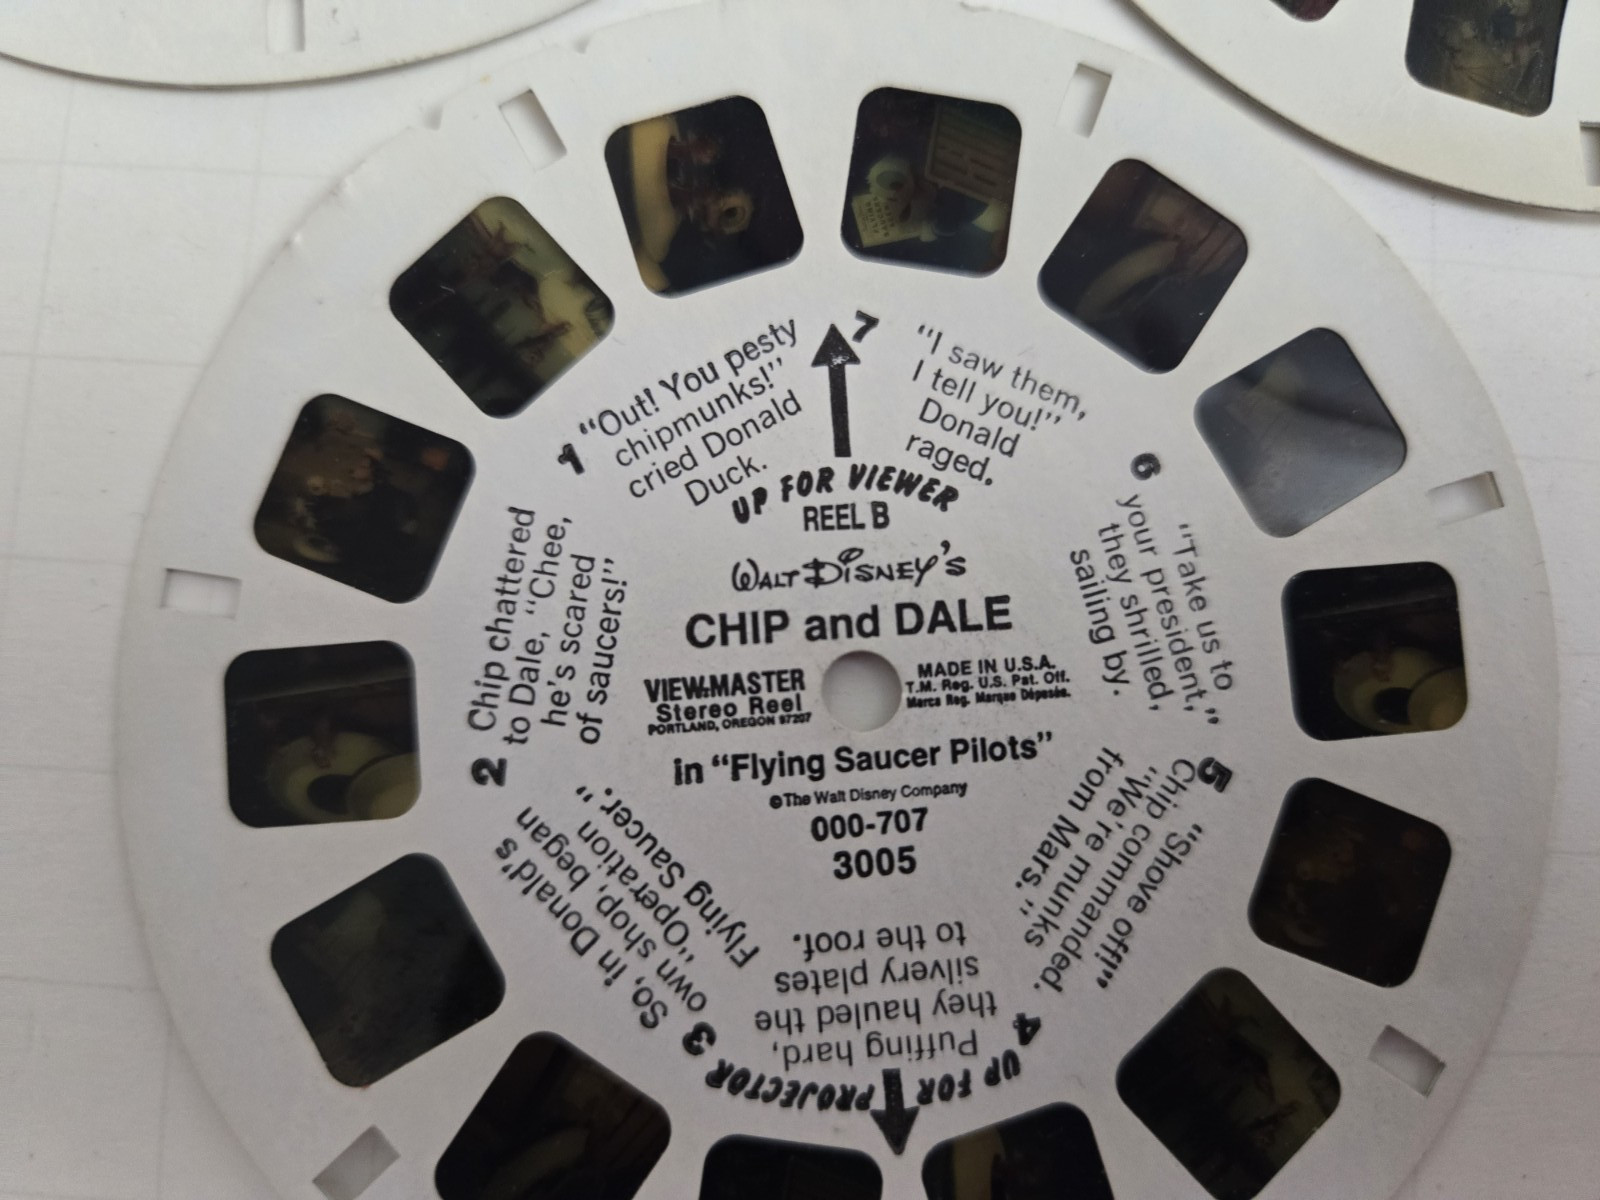 UP FOR VIEWER
REEL B
WALT DISNEY'S
CHIP and DALE
VIEW-MASTER
Stereo Reel
PORTLAND, OREGON 97207
MADE IN U.S.A.
T.M. Reg. U.S. Pat. Off.
Marca Reg. Marque Déposée.
in "Flying Saucer Pilots"
©The Walt Disney Company
000-707
3005
1
"Out! You pesty
chipmunks!"
cried Donald
Duck.
2
Chip chattered
to Dale, "Chee,
he's scared
of saucers!"
3
So, in Donald's
own shop, began
"Operation
Flying Saucer."
4
Puffing hard,
they hauled the
silvery plates
to the roof.
5
"Shove off!"
Chip commanded.
"We're munks
from Mars."
6
"Take us to
your president,"
they shrilled,
sailing by.
7
"I saw them,
I tell you!"
Donald
raged.
UP FOR PROJECTOR